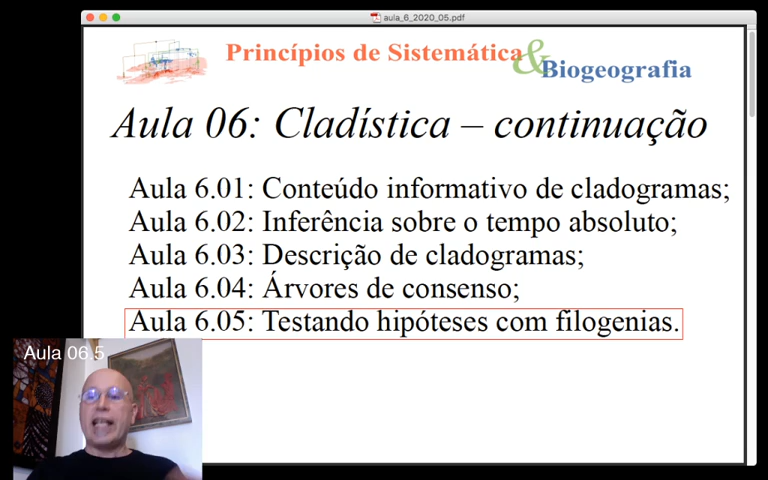 aula_6_2020_05.pdf
Princípios de Sistemática
&
Biogeografia
Aula 06: Cladística – continuação
Aula 6.01: Conteúdo informativo de cladogramas;
Aula 6.02: Inferência sobre o tempo absoluto;
Aula 6.03: Descrição de cladogramas;
Aula 6.04: Árvores de consenso;
Aula 6.05: Testando hipóteses com filogenias.
Aula 06.5